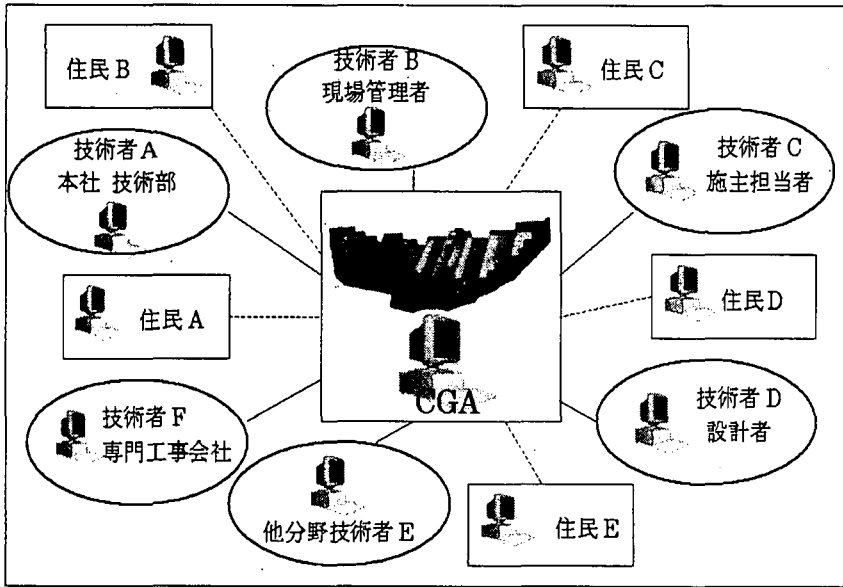 住民B
技術者B
現場管理者
住民C
技術者A
本社 技術部
技術者C
施主担当者
住民A
住民D
CGA
技術者F
専門工事会社
技術者D
設計者
他分野技術者E
住民E